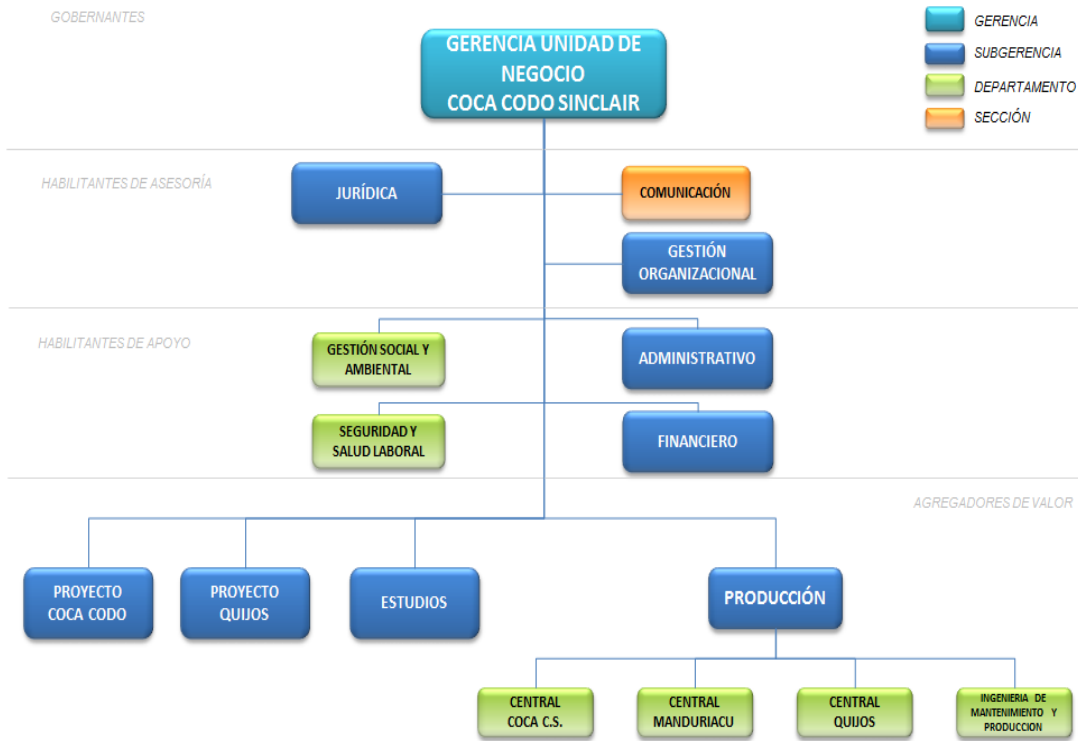 GOBERNANTES
GERENCIA UNIDAD DE
NEGOCIO
COCA CODO SINCLAIR
GERENCIA
SUBGERENCIA
DEPARTAMENTO
SECCIÓN
HABILITANTES DE ASESORÍA
JURÍDICA
COMUNICACIÓN
GESTIÓN
ORGANIZACIONAL
HABILITANTES DE APOYO
GESTIÓN SOCIAL Y
AMBIENTAL
ADMINISTRATIVO
SEGURIDAD Y
SALUD LABORAL
FINANCIERO
AGREGADORES DE VALOR
PROYECTO
COCA CODO
PROYECTO
QUIJOS
ESTUDIOS
PRODUCCIÓN
CENTRAL
COCA C.S.
CENTRAL
MANDURIACU
CENTRAL
QUIJOS
INGENIERIA DE
MANTENIMIENTO Y
PRODUCCION